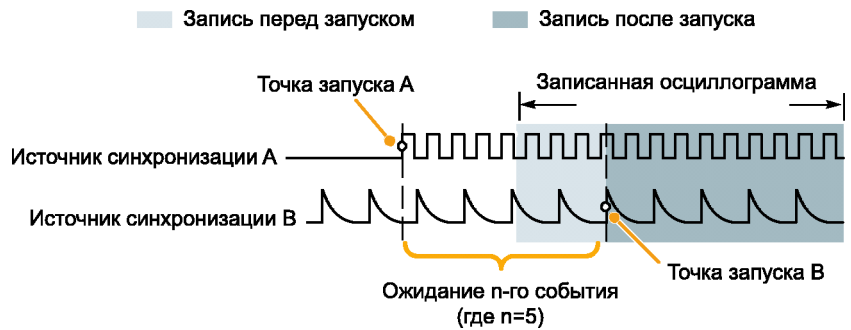 Запись перед запуском
Запись после запуска
Точка запуска A
Записанная осциллограмма
Источник синхронизации A
Источник синхронизации B
Точка запуска B
Ожидание n-го события
(где n=5)